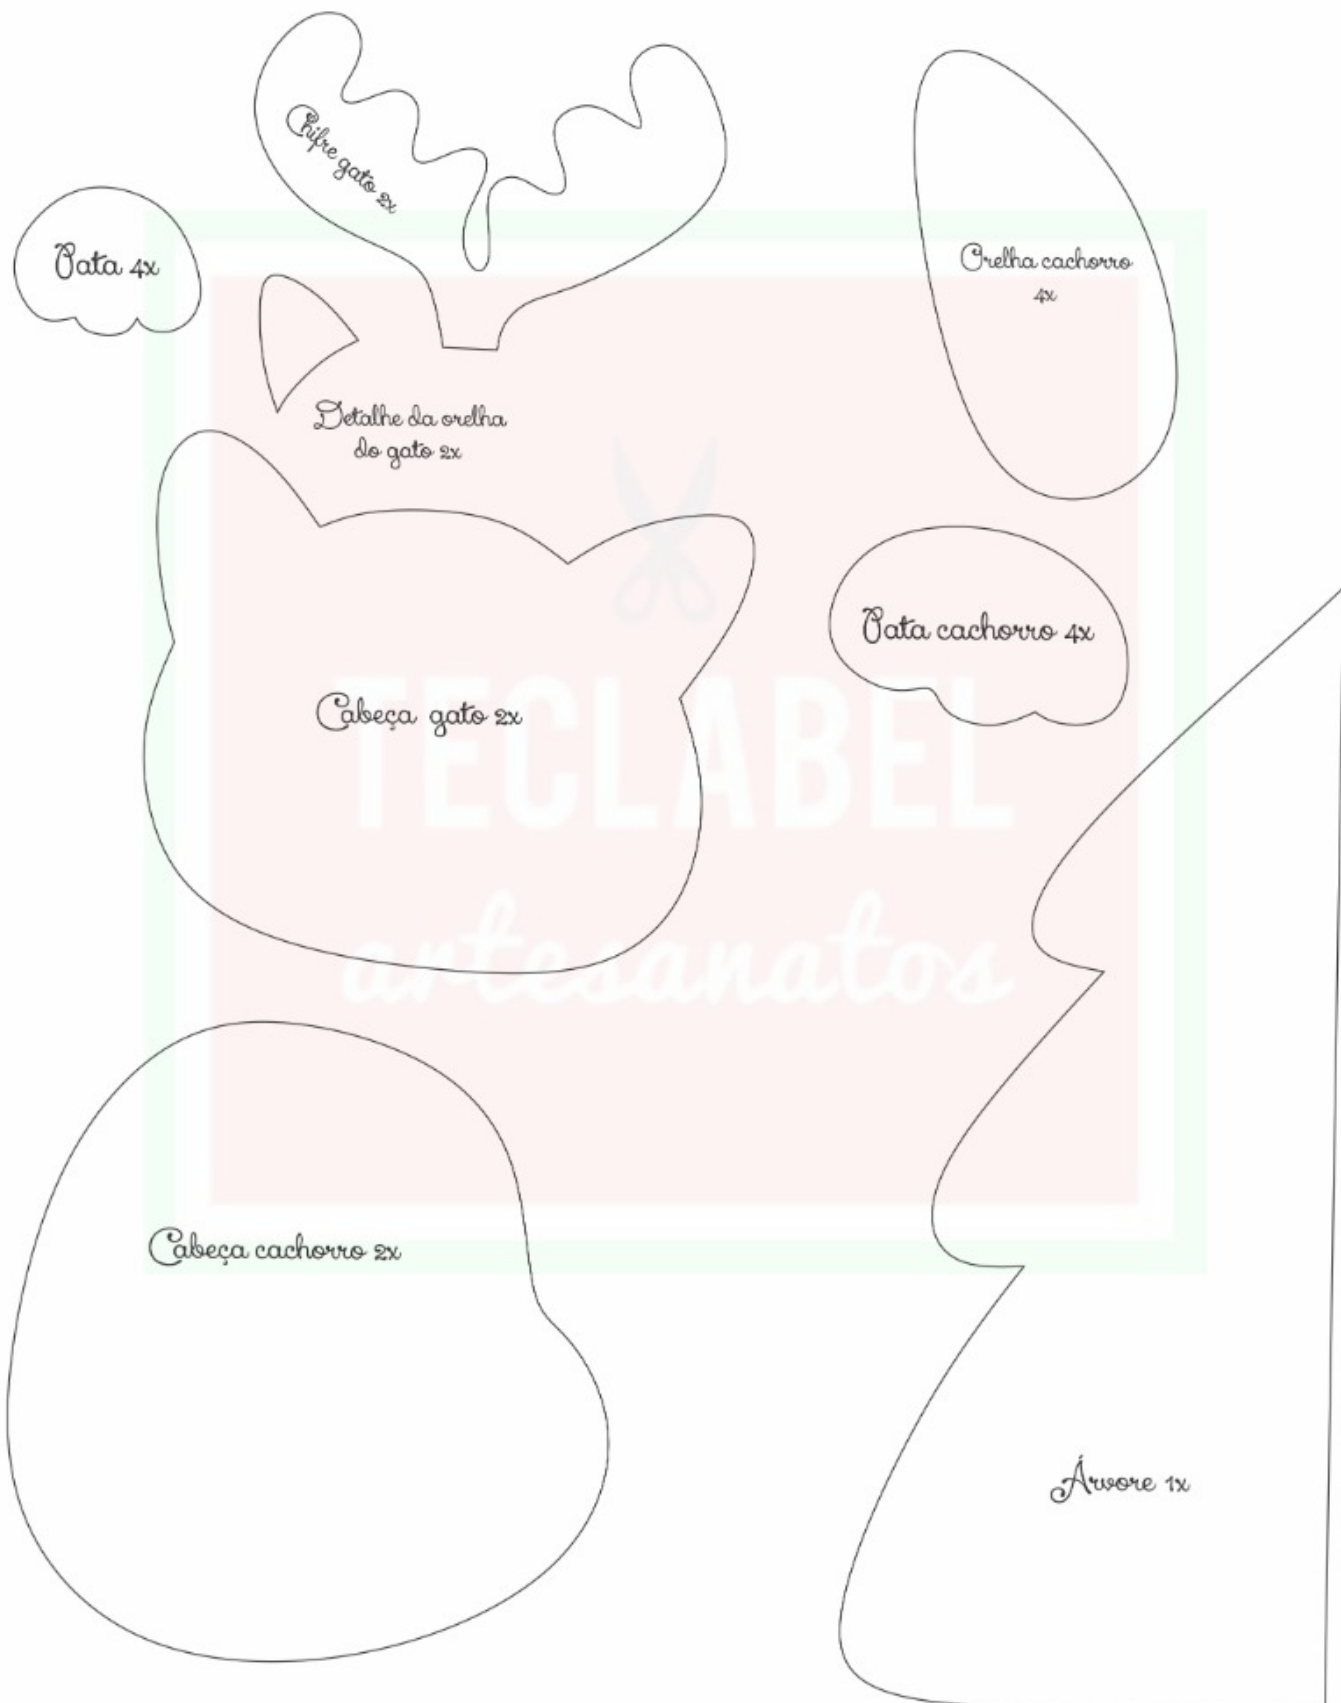 Chifre gato 2x
Pata 4x
Orelha cachorro
4x
Detalhe da orelha
do gato 2x
Pata cachorro 4x
Cabeça gato 2x
TECLABEL
artesanatos
Cabeça cachorro 2x
Árvore 1x